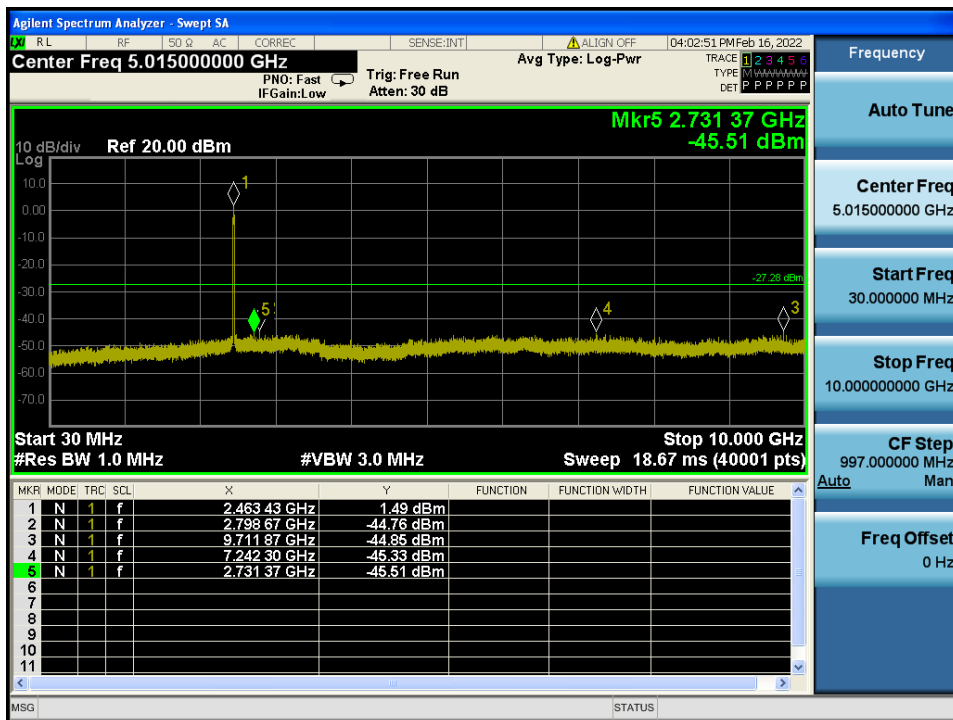 Agilent Spectrum Analyzer - Swept SA
LXI RL RF 50 Ω AC CORREC SENSE:INT ALIGN OFF 04:02:51 PM Feb 16, 2022
Center Freq 5.015000000 GHz
PNO: Fast
IFGain:Low
Trig: Free Run
Atten: 30 dB
Avg Type: Log-Pwr
TRACE 1 2 3 4 5 6
TYPE M W W W W W
DET P P P P P P
Mkr5 2.731 37 GHz
-45.51 dBm
10 dB/div
Log
Ref 20.00 dBm
10.0
0.00
-10.0
-20.0
-30.0
-40.0
-50.0
-60.0
-70.0
1
-27.28 dBm
5
4
3
Start 30 MHz
Stop 10.000 GHz
#Res BW 1.0 MHz
#VBW 3.0 MHz
Sweep 18.67 ms (40001 pts)
MKR MODE TRC SCL X Y FUNCTION FUNCTION WIDTH FUNCTION VALUE
1 N 1 f 2.463 43 GHz 1.49 dBm
2 N 1 f 2.798 67 GHz -44.76 dBm
3 N 1 f 9.711 87 GHz -44.85 dBm
4 N 1 f 7.242 30 GHz -45.33 dBm
5 N 1 f 2.731 37 GHz -45.51 dBm
6
7
8
9
10
11
MSG
STATUS
Frequency
Auto Tune
Center Freq
5.015000000 GHz
Start Freq
30.000000 MHz
Stop Freq
10.000000000 GHz
CF Step
997.000000 MHz
Auto Man
Freq Offset
0 Hz